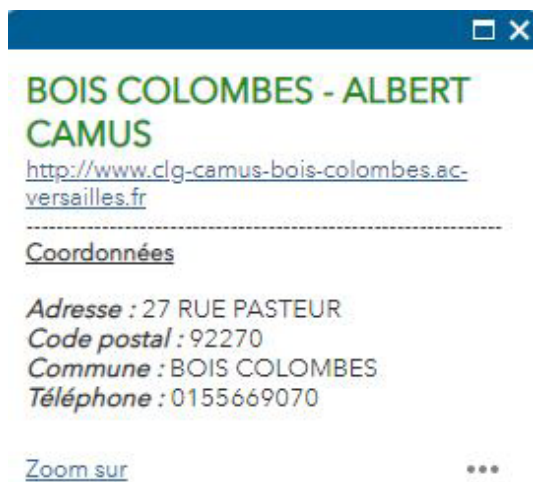 BOIS COLOMBES - ALBERT
CAMUS
http://www.clg-camus-bois-colombes.ac-
versailles.fr
Coordonnées
Adresse : 27 RUE PASTEUR
Code postal : 92270
Commune : BOIS COLOMBES
Téléphone : 0155669070
Zoom sur